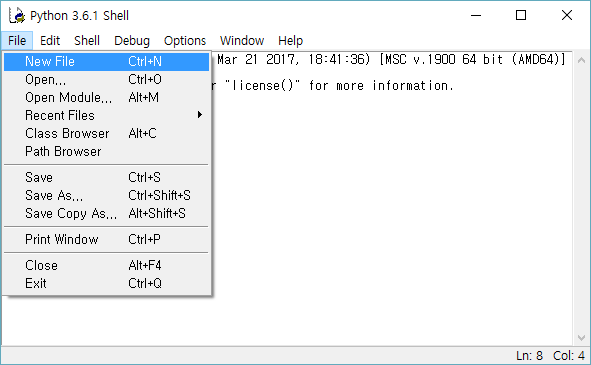 Python 3.6.1 Shell
File Edit Shell Debug Options Window Help
New File Ctrl+N
Open... Ctrl+O
Open Module... Alt+M
Recent Files
Class Browser Alt+C
Path Browser
Save Ctrl+S
Save As... Ctrl+Shift+S
Save Copy As... Alt+Shift+S
Print Window Ctrl+P
Close Alt+F4
Exit Ctrl+Q
Mar 21 2017, 18:41:36) [MSC v.1900 64 bit (AMD64)]
"license()" for more information.
Ln: 8 Col: 4